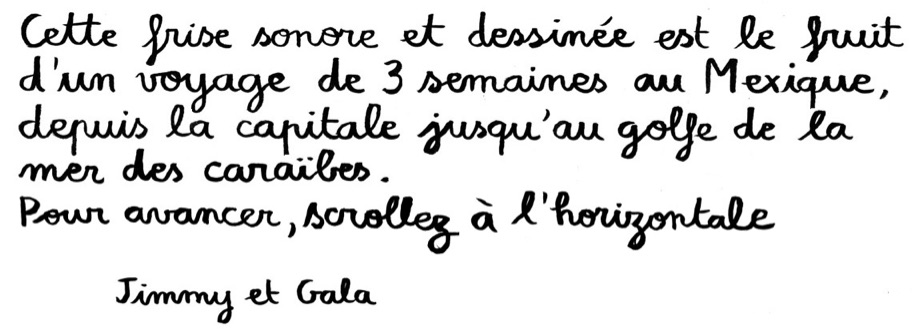 Cette frise sonore et dessinée est le fruit
d'un voyage de 3 semaines au Mexique,
depuis la capitale jusqu'au golfe de la
mer des caraïbes.
Pour avancer, scrollez à l'horizontale
Jimmy et Gala